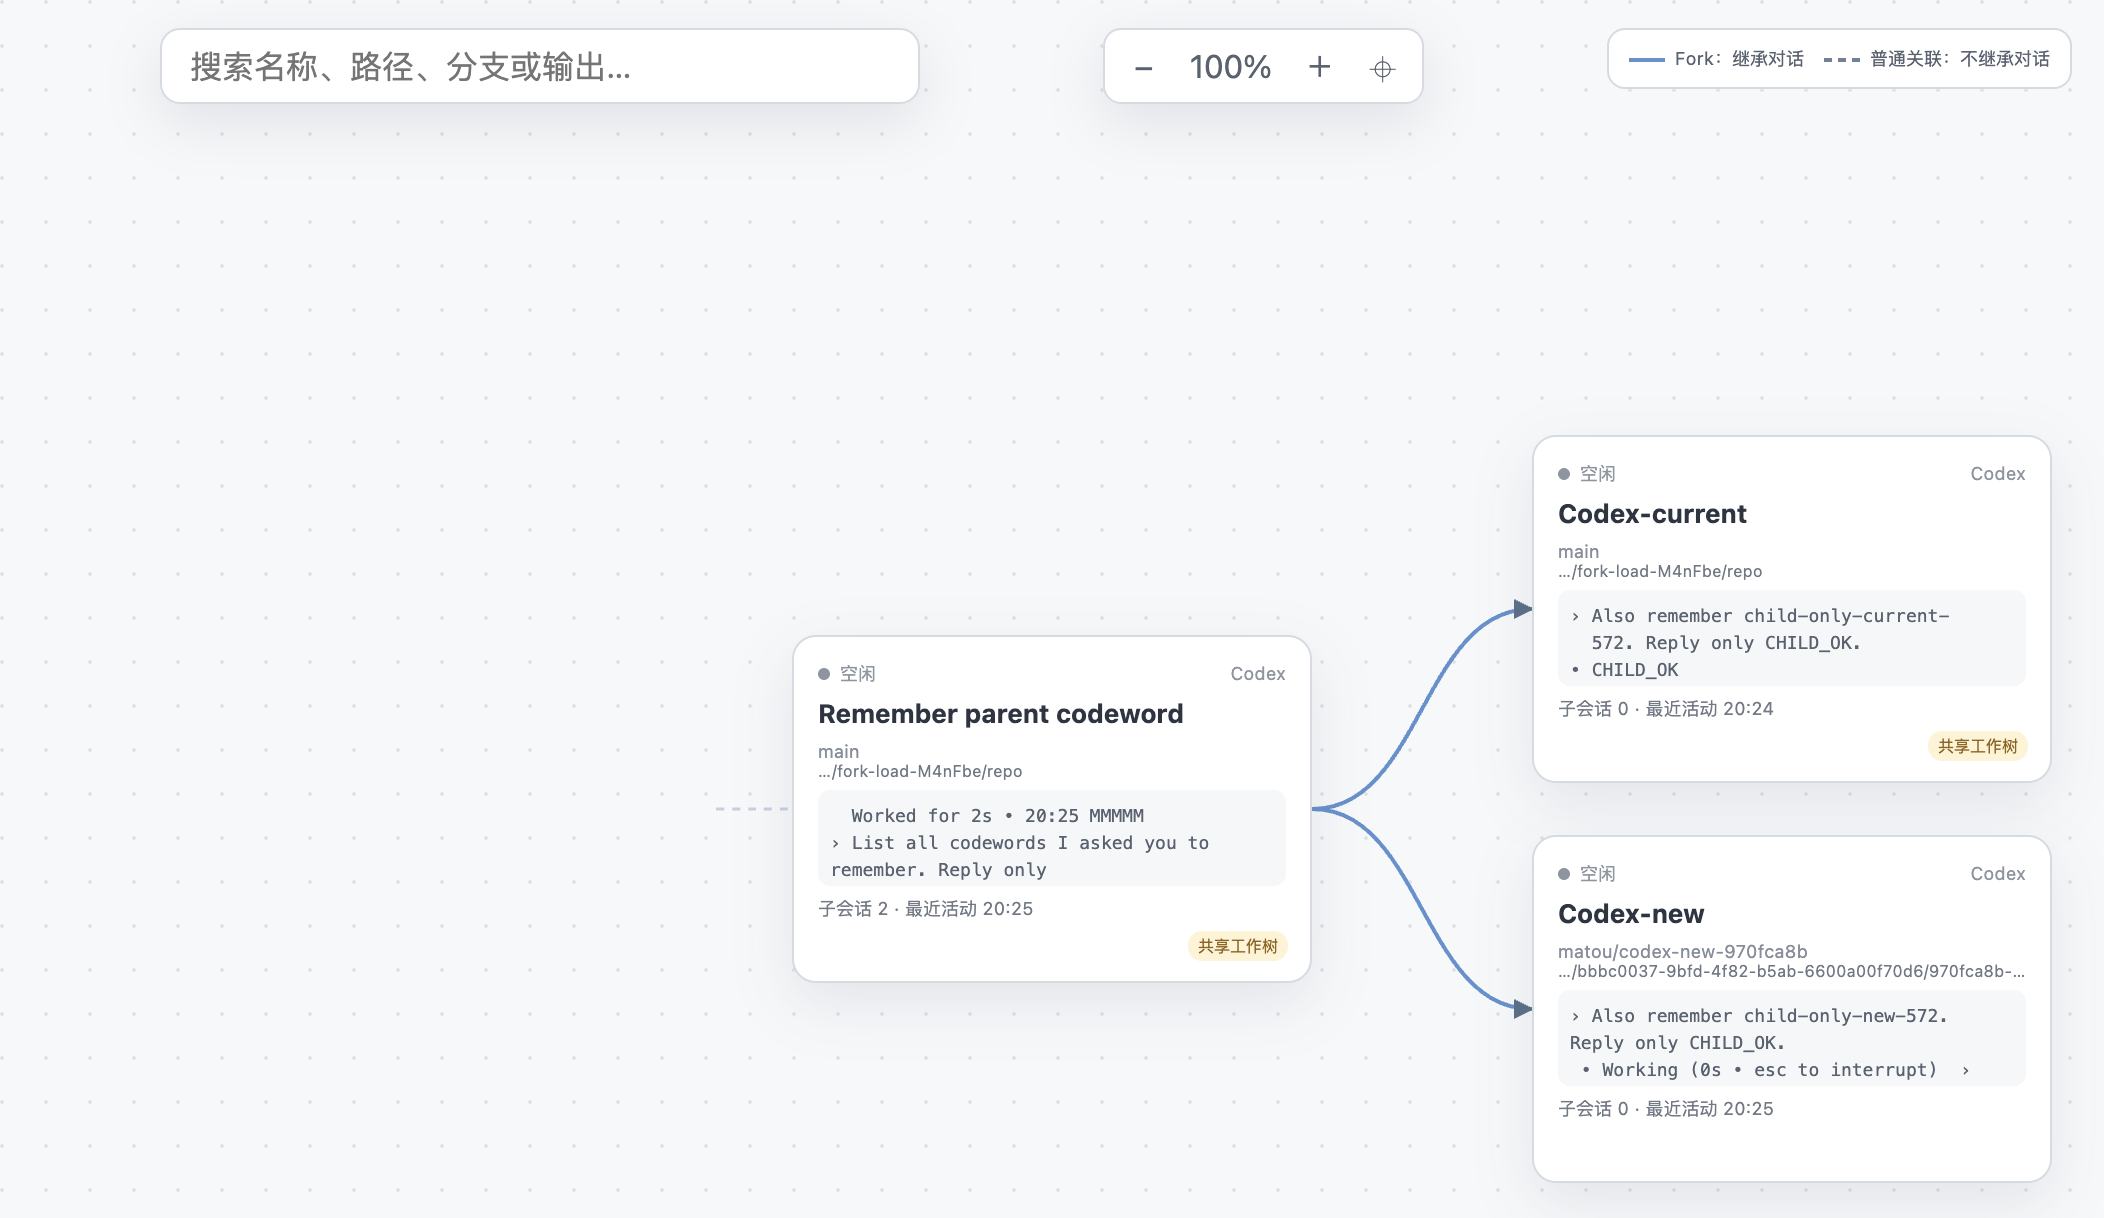 搜索名称、路径、分支或输出...
− 100% +
Fork：继承对话 普通关联：不继承对话
空闲 Codex
Remember parent codeword
main
.../fork-load-M4nFbe/repo
Worked for 2s • 20:25 MMMMM
› List all codewords I asked you to
remember. Reply only
子会话 2 · 最近活动 20:25
共享工作树
空闲 Codex
Codex-current
main
.../fork-load-M4nFbe/repo
› Also remember child-only-current-
572. Reply only CHILD_OK.
• CHILD_OK
子会话 0 · 最近活动 20:24
共享工作树
空闲 Codex
Codex-new
matou/codex-new-970fca8b
.../bbbc0037-9bfd-4f82-b5ab-6600a00f70d6/970fca8b-...
› Also remember child-only-new-572.
Reply only CHILD_OK.
• Working (0s • esc to interrupt) ›
子会话 0 · 最近活动 20:25